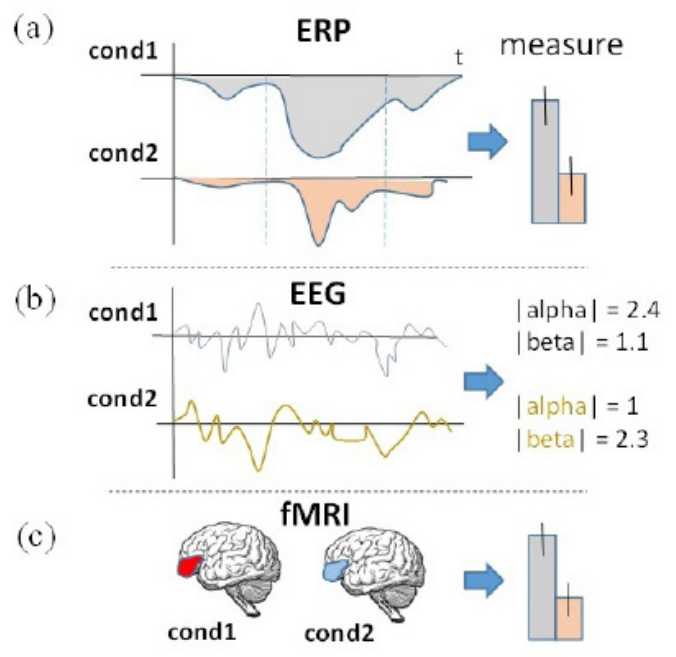 (a)
ERP
cond1
t
measure
cond2
(b)
EEG
cond1
|alpha| = 2.4
|beta| = 1.1
cond2
|alpha| = 1
|beta| = 2.3
(c)
fMRI
cond1 cond2